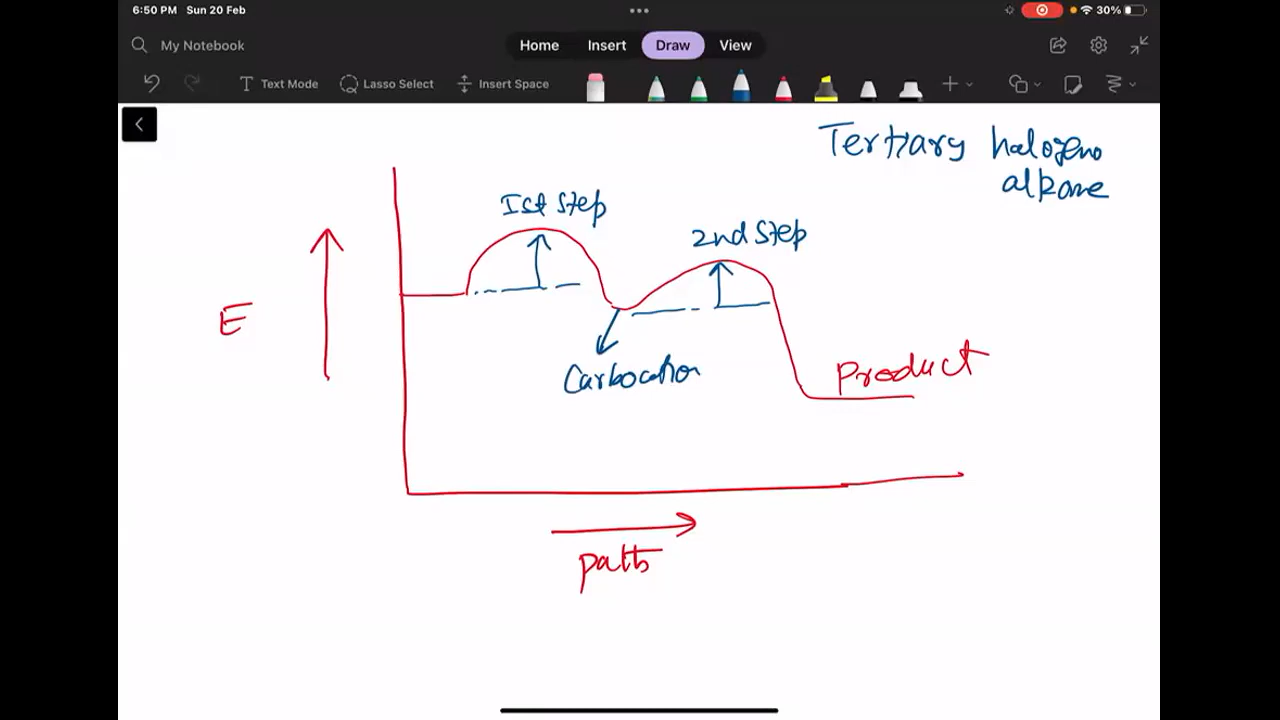 6:50 PM Sun 20 Feb
30%
My Notebook
Home Insert Draw View
Text Mode Lasso Select Insert Space
Tertiary halogeno
alkane
Ist Step
2nd Step
E
Carbocation
Product
path